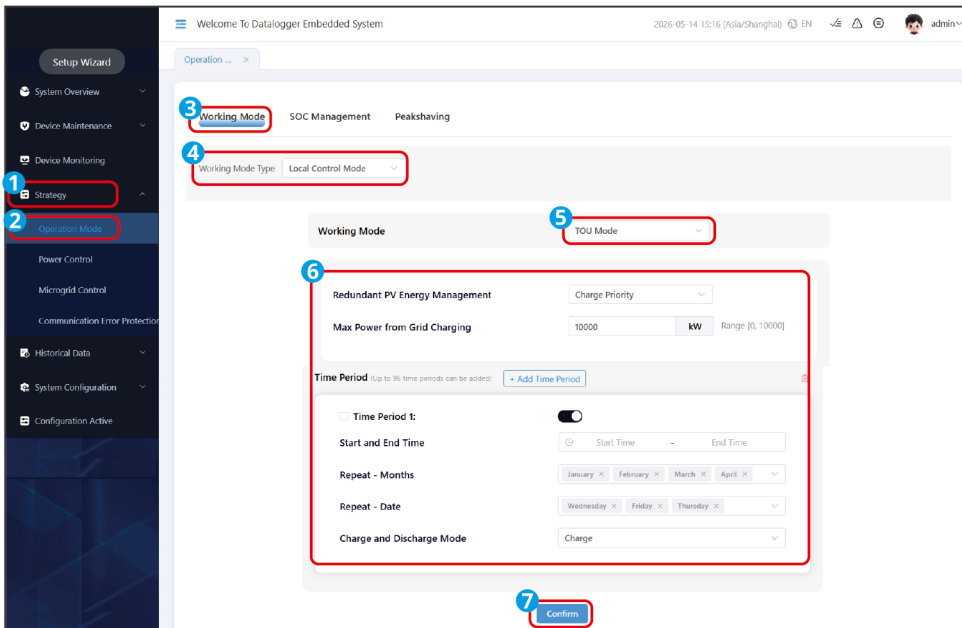 Welcome To Datalogger Embedded System
2026-05-14 15:16 (Asia/Shanghai) EN admin
Setup Wizard
Operation ... ×
System Overview
Device Maintenance
Device Monitoring
1
Strategy
2
Operation Mode
Power Control
Microgrid Control
Communication Error Protection
Historical Data
System Configuration
Configuration Active
3
Working Mode SOC Management Peakshaving
4
Working Mode Type Local Control Mode
5
Working Mode TOU Mode
6
Redundant PV Energy Management Charge Priority
Max Power from Grid Charging 10000 kW Range [0, 10000]
Time Period (Up to 96 time periods can be added) + Add Time Period
Time Period 1:
Start and End Time Start Time - End Time
Repeat - Months January × February × March × April ×
Repeat - Date Wednesday × Friday × Thursday ×
Charge and Discharge Mode Charge
7
Confirm